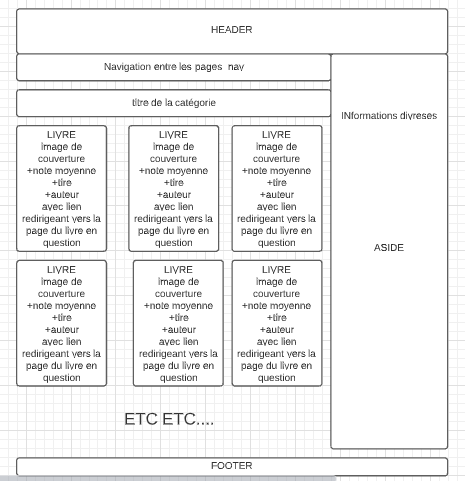 HEADER
Navigation entre les pages nav
titre de la catégorie
INformations divreses
LIVRE
image de
couverture
+note moyenne
+tire
+auteur
avec lien
redirigeant vers la
page du livre en
question
LIVRE
image de
couverture
+note moyenne
+tire
+auteur
avec lien
redirigeant vers la
page du livre en
question
LIVRE
image de
couverture
+note moyenne
+tire
+auteur
avec lien
redirigeant vers la
page du livre en
question
ASIDE
LIVRE
image de
couverture
+note moyenne
+tire
+auteur
avec lien
redirigeant vers la
page du livre en
question
LIVRE
image de
couverture
+note moyenne
+tire
+auteur
avec lien
redirigeant vers la
page du livre en
question
LIVRE
image de
couverture
+note moyenne
+tire
+auteur
avec lien
redirigeant vers la
page du livre en
question
ETC ETC....
FOOTER